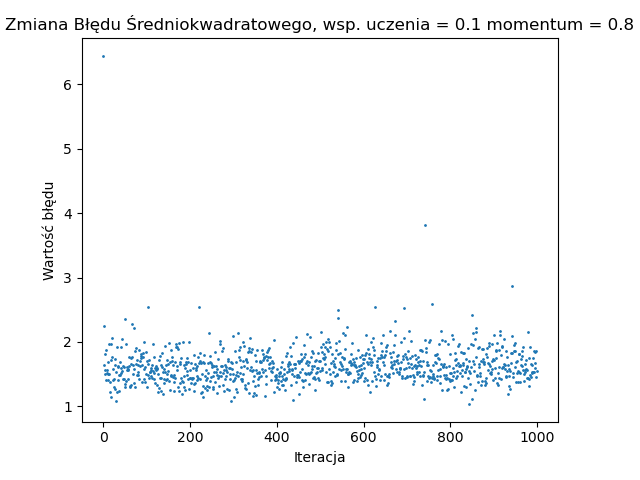 Zmiana Błędu Średniokwadratowego, wsp. uczenia = 0.1 momentum = 0.8
6
5
4
3
2
1
Wartość błędu
0 200 400 600 800 1000
Iteracja